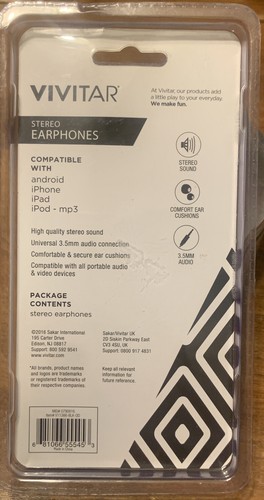 VIVITAR®
At Vivitar, our products add
a little play to your everyday.
We make fun.
STEREO
EARPHONES
COMPATIBLE
WITH
android
iPhone
iPad
iPod - mp3
STEREO
SOUND
COMFORT EAR
CUSHIONS
3.5MM
AUDIO
High quality stereo sound
Universal 3.5mm audio connection
Comfortable & secure ear cushions
Compatible with all portable audio
& video devices
PACKAGE
CONTENTS
stereo earphones
©2016 Sakar International
195 Carter Drive
Edison, NJ 08817
Support: 800 592 9541
www.vivitar.com
Sakar/Vivitar UK
2D Siskin Parkway East
CV3 4SU, UK
Support: 0800 917 4831
*All brands, product names
and logos are trademarks
or registered trademarks of
their respective companies.
Keep all relevant
information for
future reference.
Made in China
6 81066 55545 3